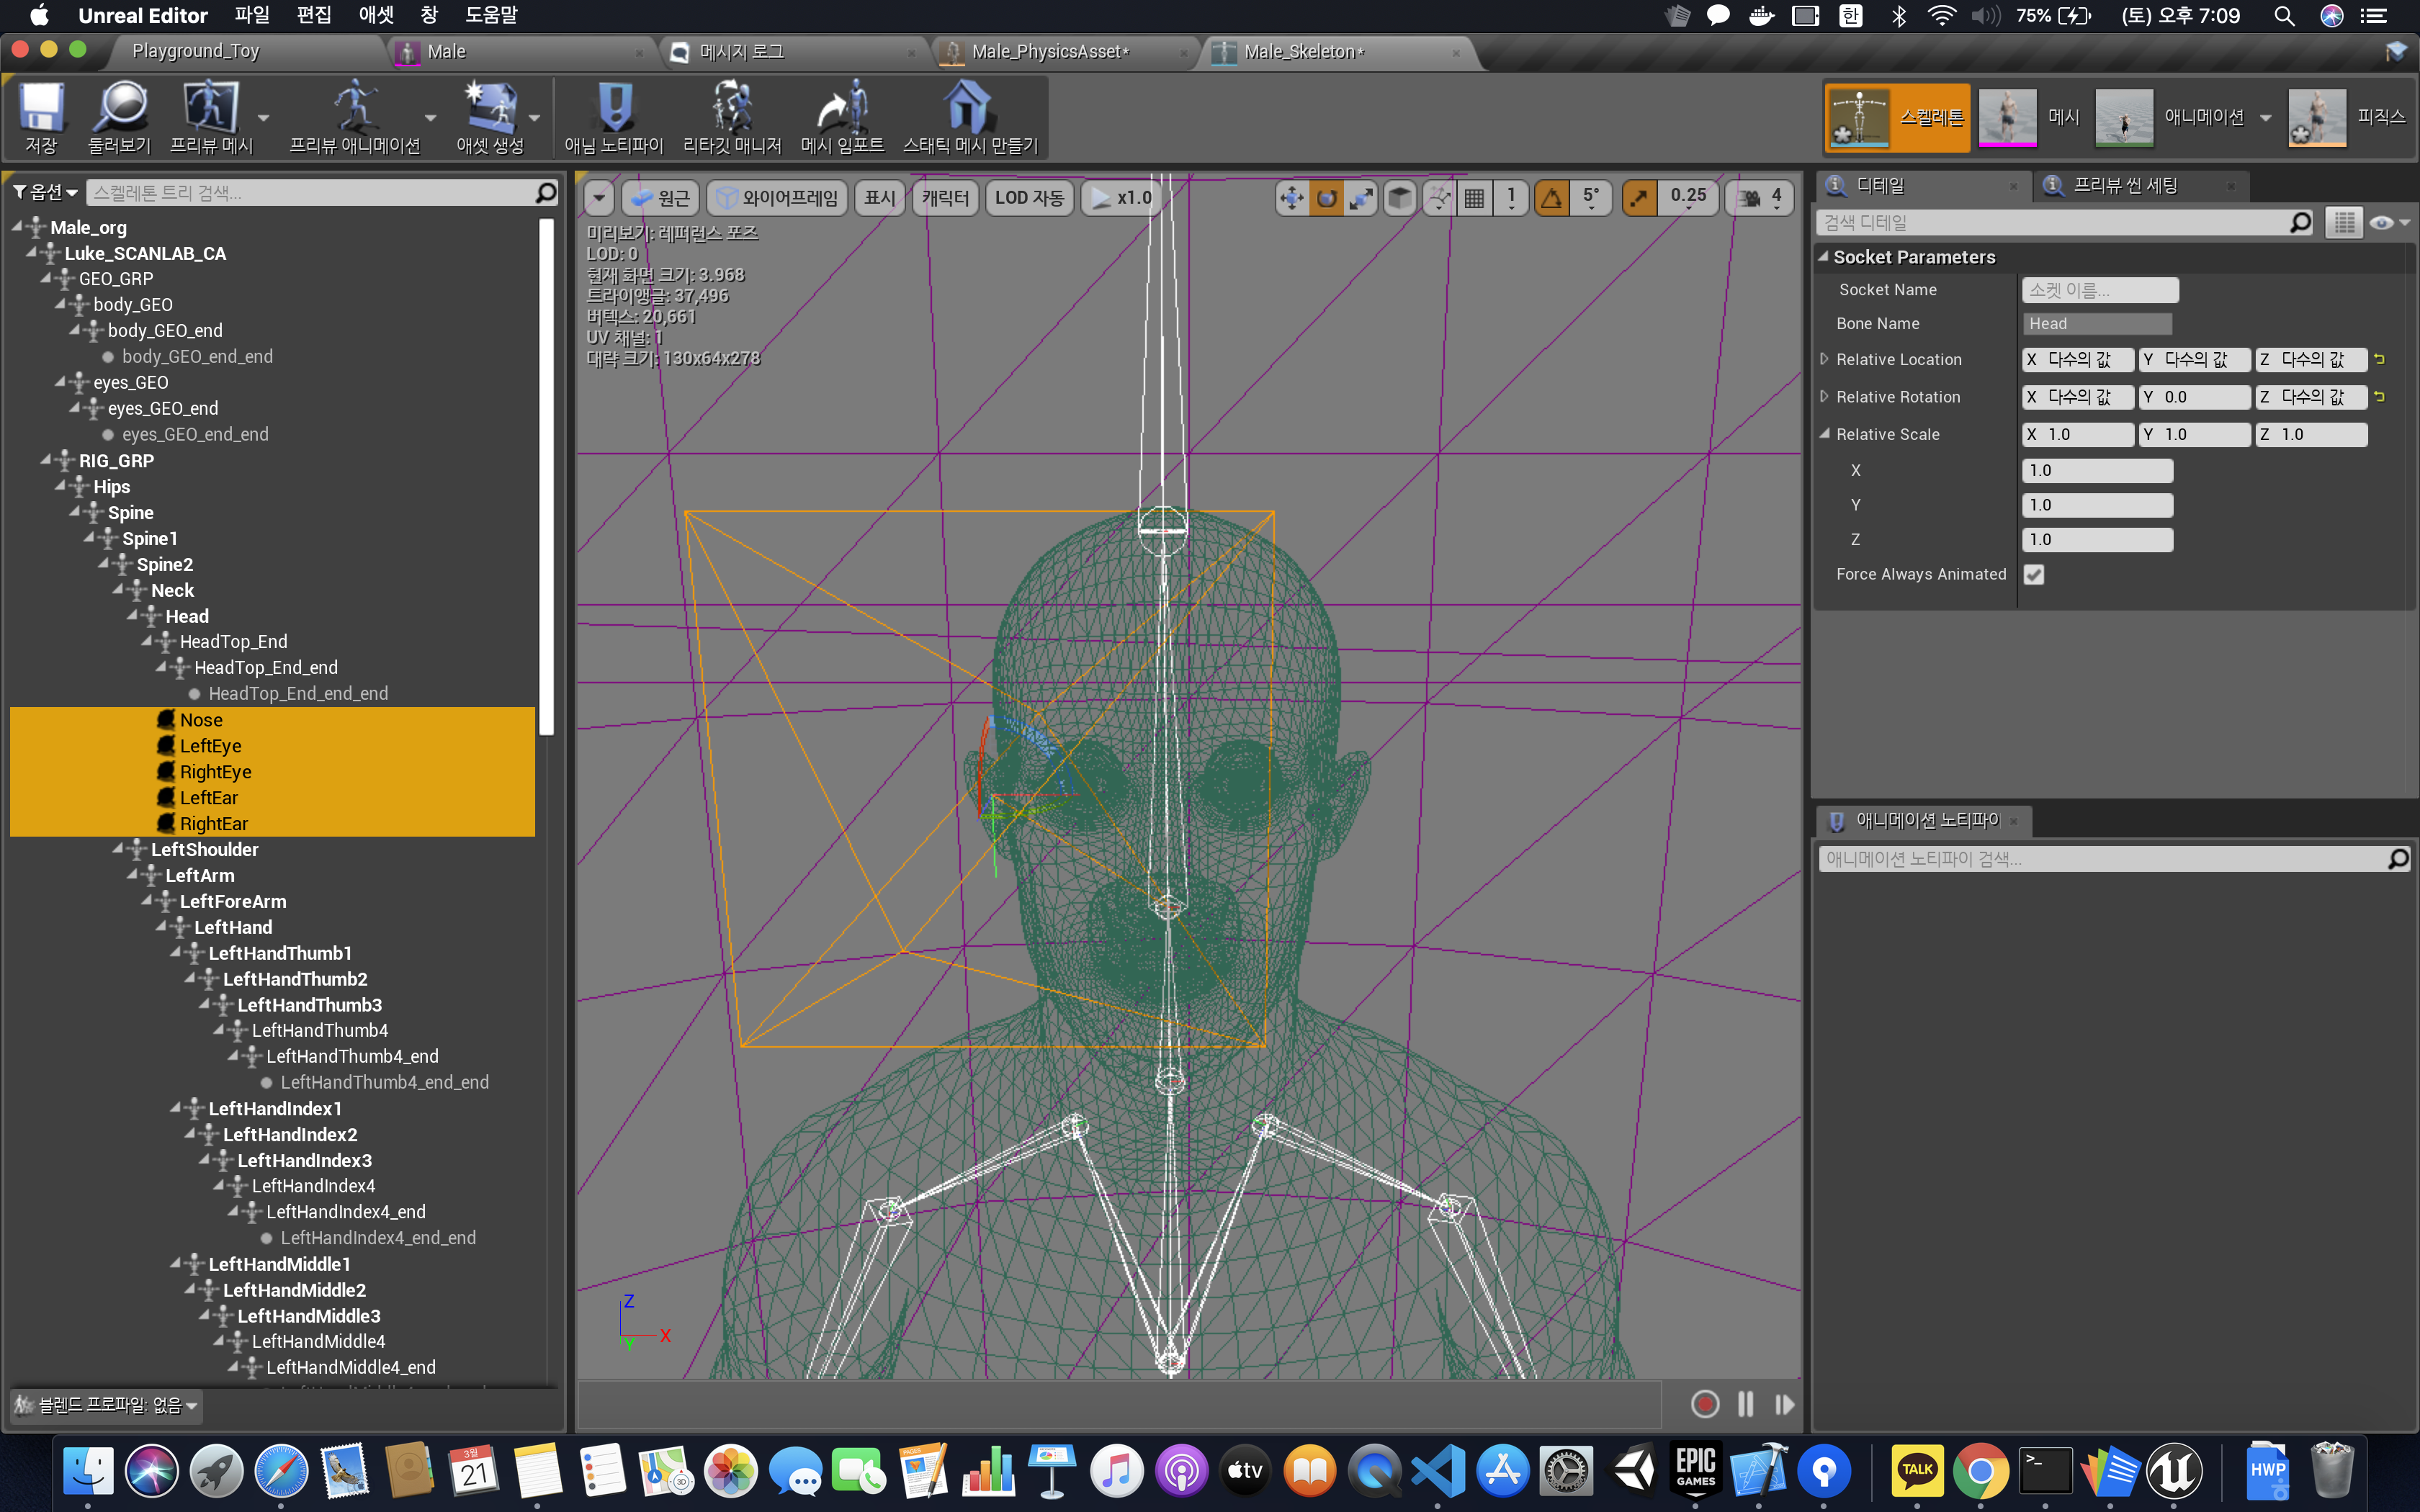 Unreal Editor 파일 편집 애셋 창 도움말 한 75% (토) 오후 7:09
Playground_Toy Male 메시지 로그 Male_PhysicsAsset* Male_Skeleton*
저장 둘러보기 프리뷰 메시 프리뷰 애니메이션 애셋 생성 애님 노티파이 리타깃 매니저 메시 임포트 스태틱 메시 만들기 스켈레톤 메시 애니메이션 피직스
옵션 스켈레톤 트리 검색...
Male_org
Luke_SCANLAB_CA
GEO_GRP
body_GEO
body_GEO_end
body_GEO_end_end
eyes_GEO
eyes_GEO_end
eyes_GEO_end_end
RIG_GRP
Hips
Spine
Spine1
Spine2
Neck
Head
HeadTop_End
HeadTop_End_end
HeadTop_End_end_end
Nose
LeftEye
RightEye
LeftEar
RightEar
LeftShoulder
LeftArm
LeftForeArm
LeftHand
LeftHandThumb1
LeftHandThumb2
LeftHandThumb3
LeftHandThumb4
LeftHandThumb4_end
LeftHandThumb4_end_end
LeftHandIndex1
LeftHandIndex2
LeftHandIndex3
LeftHandIndex4
LeftHandIndex4_end
LeftHandIndex4_end_end
LeftHandMiddle1
LeftHandMiddle2
LeftHandMiddle3
LeftHandMiddle4
LeftHandMiddle4_end
블렌드 프로파일: 없음
원근 와이어프레임 표시 캐릭터 LOD 자동 x1.0 1 5° 0.25 4
미리보기: 레퍼런스 포즈
LOD: 0
현재 화면 크기: 3.968
트라이앵글: 37,496
버텍스: 20,661
UV 채널: 1
대략 크기: 130x64x278
Z
X
Y
디테일 프리뷰 씬 세팅
검색 디테일
Socket Parameters
Socket Name 소켓 이름...
Bone Name Head
Relative Location X 다수의 값 Y 다수의 값 Z 다수의 값
Relative Rotation X 다수의 값 Y 0.0 Z 다수의 값
Relative Scale X 1.0 Y 1.0 Z 1.0
X 1.0
Y 1.0
Z 1.0
Force Always Animated
애니메이션 노티파이
애니메이션 노티파이 검색...
3월
21
PAGES
tv
EPIC
GAMES
TALK
>_
HWP